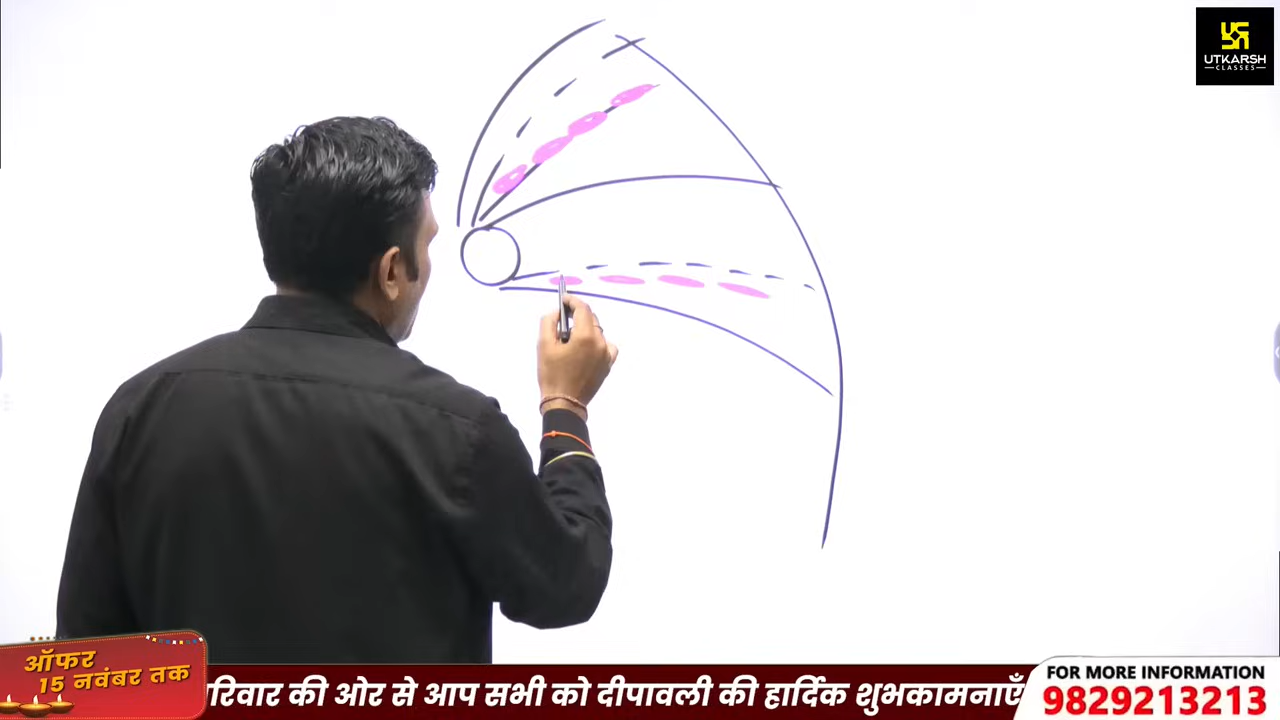 UTKARSH
CLASSES
ऑफर
15 नवंबर तक
की ओर से आप सभी को दीपावली की हार्दिक शुभकामनाएँ
FOR MORE INFORMATION
9829213213